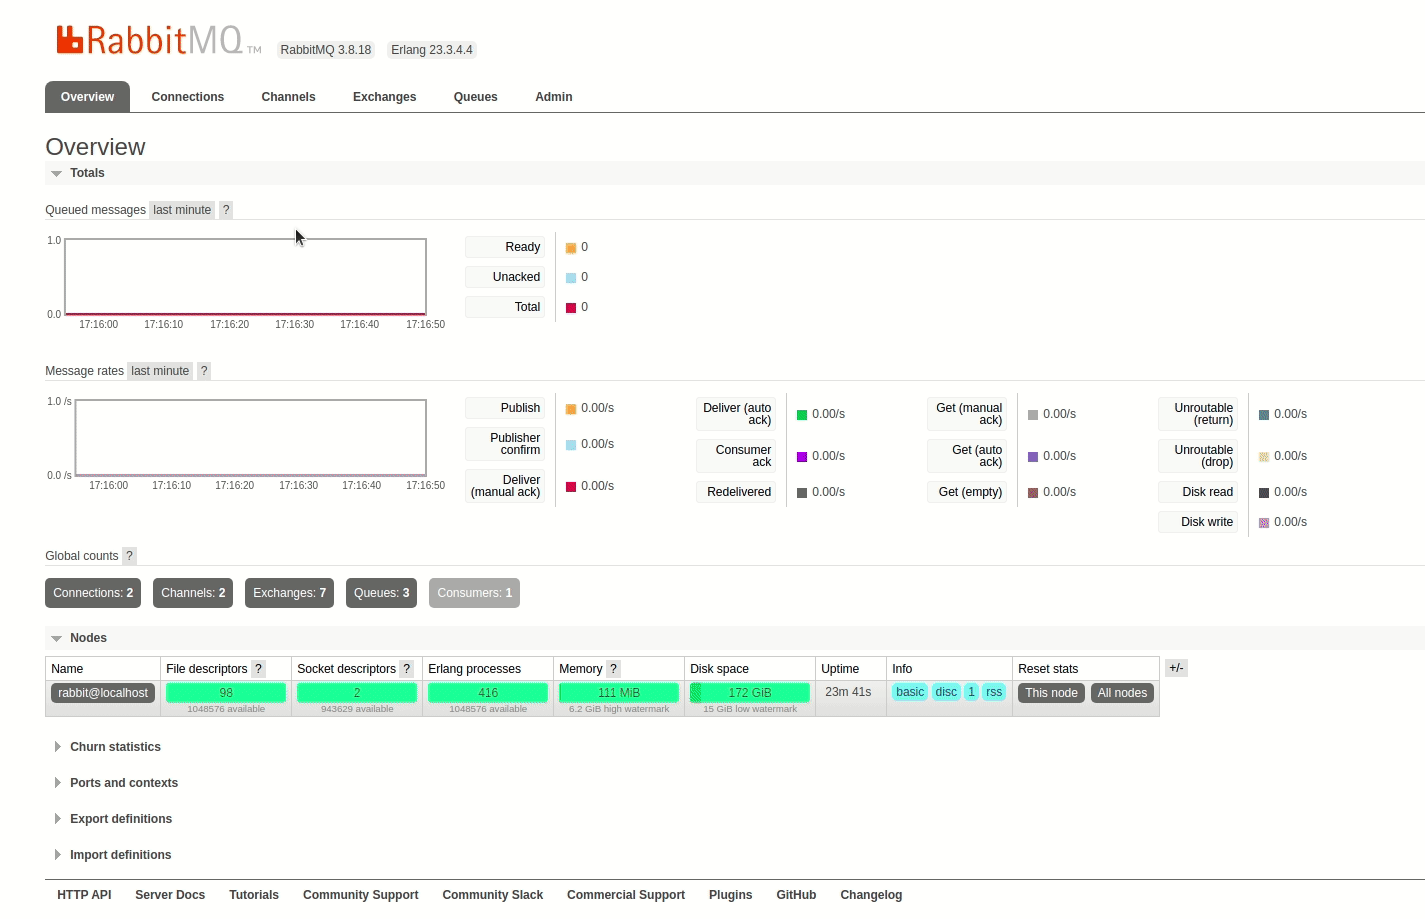 RabbitMQ TM RabbitMQ 3.8.18 Erlang 23.3.4.4
Overview Connections Channels Exchanges Queues Admin
Overview
Totals
Queued messages last minute ?
1.0
0.0
17:16:00 17:16:10 17:16:20 17:16:30 17:16:40 17:16:50
Ready 0
Unacked 0
Total 0
Message rates last minute ?
1.0 /s
0.0 /s
17:16:00 17:16:10 17:16:20 17:16:30 17:16:40 17:16:50
Publish 0.00/s
Publisher
confirm 0.00/s
Deliver
(manual ack) 0.00/s
Deliver (auto
ack) 0.00/s
Consumer
ack 0.00/s
Redelivered 0.00/s
Get (manual
ack) 0.00/s
Get (auto
ack) 0.00/s
Get (empty) 0.00/s
Unroutable
(return) 0.00/s
Unroutable
(drop) 0.00/s
Disk read 0.00/s
Disk write 0.00/s
Global counts ?
Connections: 2 Channels: 2 Exchanges: 7 Queues: 3 Consumers: 1
Nodes
Name File descriptors ? Socket descriptors ? Erlang processes Memory ? Disk space Uptime Info Reset stats +/-
rabbit@localhost 98 2 416 111 MiB 172 GiB 23m 41s basic disc 1 rss This node All nodes
1048576 available 943629 available 1048576 available 6.2 GiB high watermark 15 GiB low watermark
Churn statistics
Ports and contexts
Export definitions
Import definitions
HTTP API Server Docs Tutorials Community Support Community Slack Commercial Support Plugins GitHub Changelog